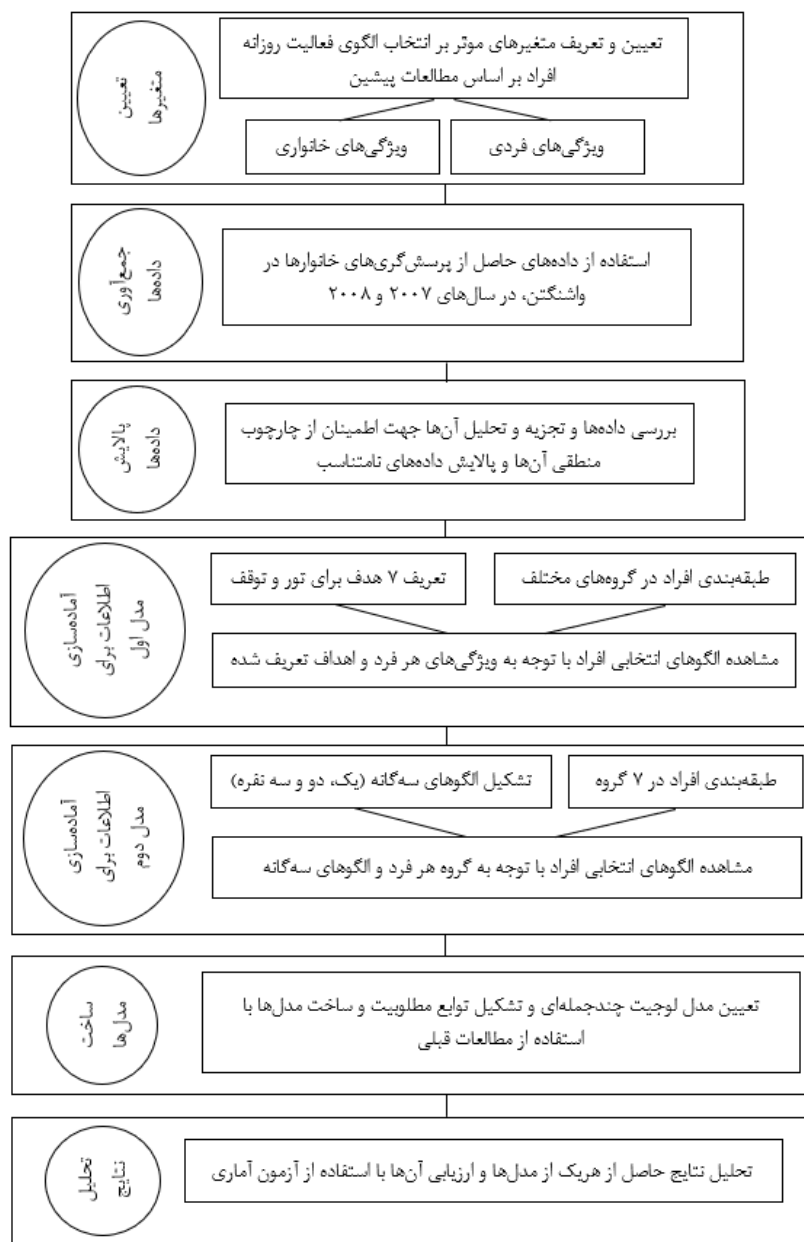 تعیین
متغیرها
تعیین و تعریف متغیرهای موثر بر انتخاب الگوی فعالیت روزانه
افراد بر اساس مطالعات پیشین
ویژگی‌های فردی
ویژگی‌های خانواری
جمع‌آوری
داده‌ها
استفاده از داده‌های حاصل از پرسش‌گری‌های خانوارها در
واشنگتن، در سال‌های ۲۰۰۷ و ۲۰۰۸
پالایش
داده‌ها
بررسی داده‌ها و تجزیه و تحلیل آن‌ها جهت اطمینان از چارچوب
منطقی آن‌ها و پالایش داده‌های نامتناسب
آماده‌سازی
اطلاعات برای
مدل اول
طبقه‌بندی افراد در گروه‌های مختلف
تعریف ۷ هدف برای تور و توقف
مشاهده الگوهای انتخابی افراد با توجه به ویژگی‌های هر فرد و اهداف تعریف شده
آماده‌سازی
اطلاعات برای
مدل دوم
طبقه‌بندی افراد در ۷ گروه
تشکیل الگوهای سه‌گانه (یک، دو و سه نفره)
مشاهده الگوهای انتخابی افراد با توجه به گروه هر فرد و الگوهای سه‌گانه
ساخت
مدل‌ها
تعیین مدل لوجیت چندجمله‌ای و تشکیل توابع مطلوبیت و ساخت مدل‌ها با
استفاده از مطالعات قبلی
تحلیل
نتایج
تحلیل نتایج حاصل از هریک از مدل‌ها و ارزیابی آن‌ها با استفاده از آزمون آماری